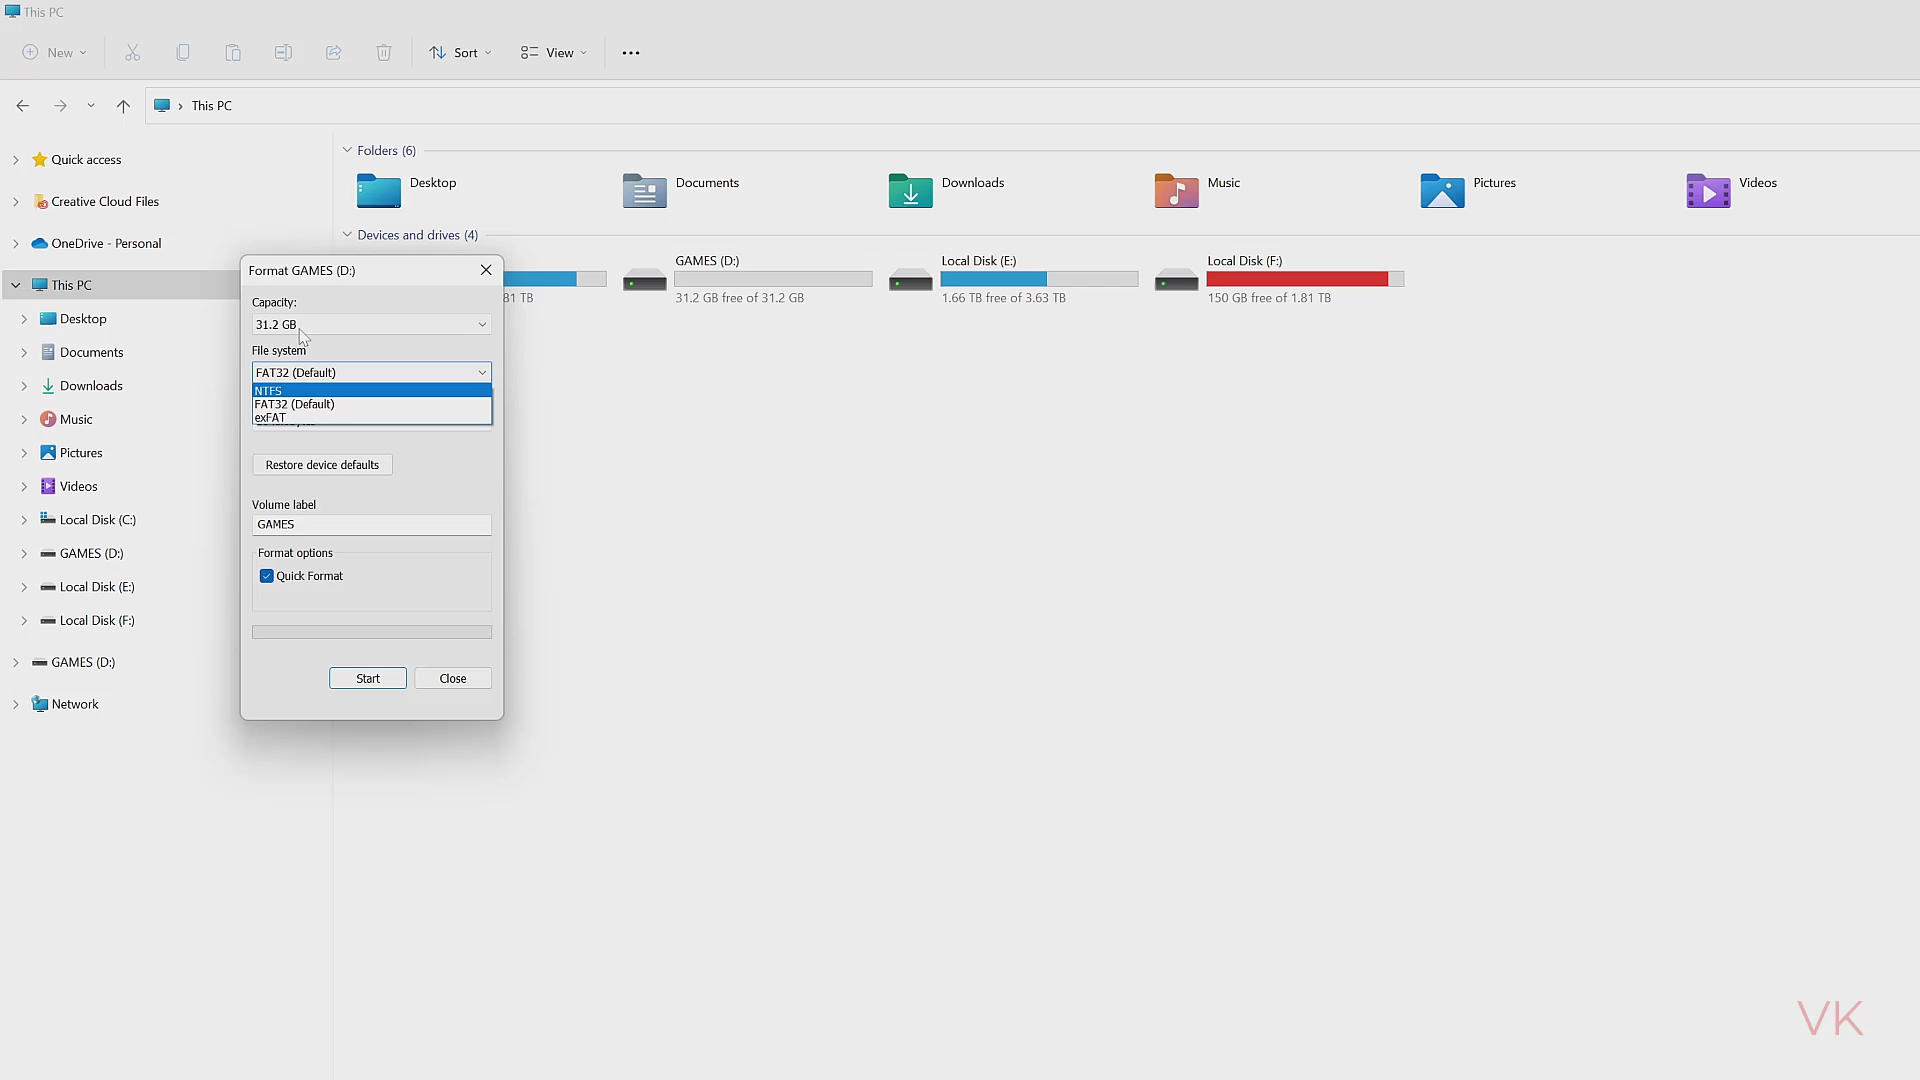 This PC
New
Sort
View
This PC
Quick access
Creative Cloud Files
OneDrive - Personal
This PC
Desktop
Documents
Downloads
Music
Pictures
Videos
Local Disk (C:)
GAMES (D:)
Local Disk (E:)
Local Disk (F:)
GAMES (D:)
Network
Folders (6)
Desktop
Documents
Downloads
Music
Pictures
Videos
Devices and drives (4)
81 TB
GAMES (D:)
31.2 GB free of 31.2 GB
Local Disk (E:)
1.66 TB free of 3.63 TB
Local Disk (F:)
150 GB free of 1.81 TB
Format GAMES (D:)
Capacity:
31.2 GB
File system
FAT32 (Default)
NTFS
FAT32 (Default)
exFAT
Restore device defaults
Volume label
GAMES
Format options
Quick Format
Start
Close
VK